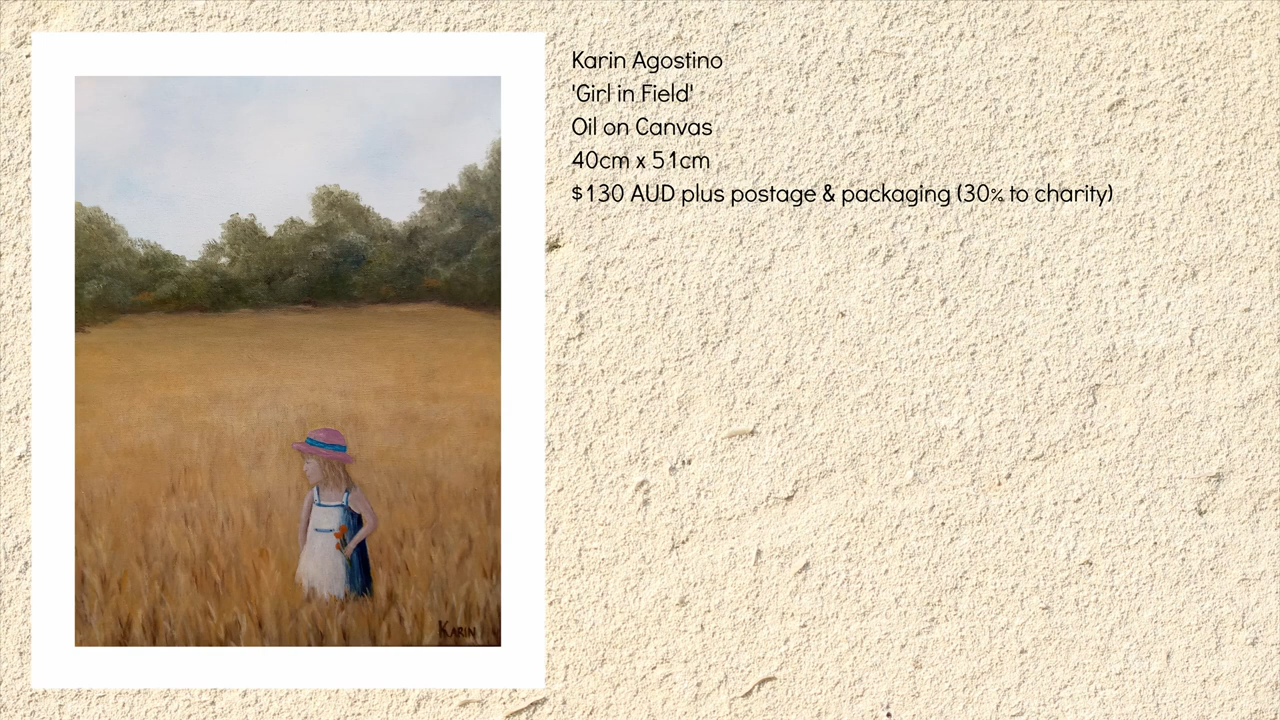 Karin Agostino
'Girl in Field'
Oil on Canvas
40cm x 51cm
$130 AUD plus postage & packaging (30% to charity)
KARIN